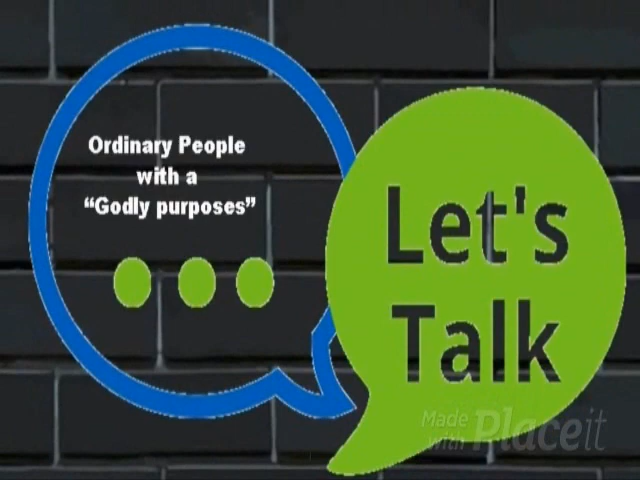 Ordinary People
with a
“Godly purposes”
Let's
Talk
Made
with Placeit